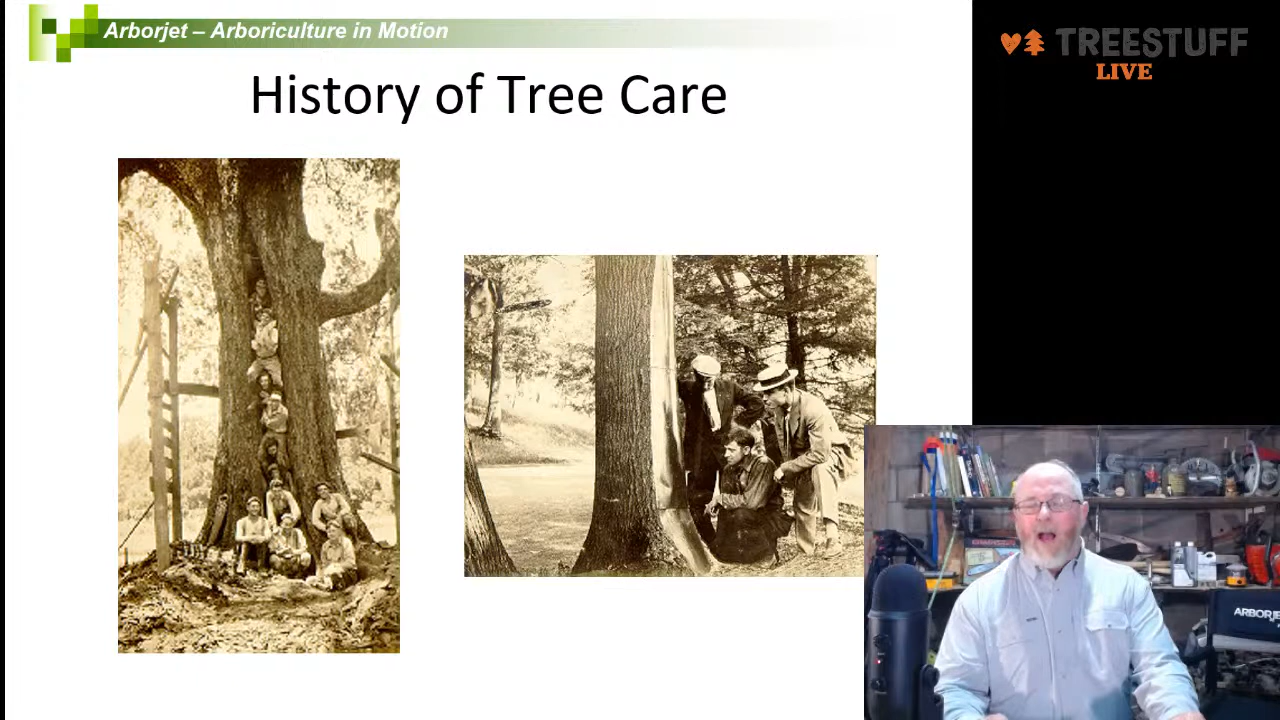 Arborjet – Arboriculture in Motion
TREESTUFF
LIVE
History of Tree Care
ARBORJE